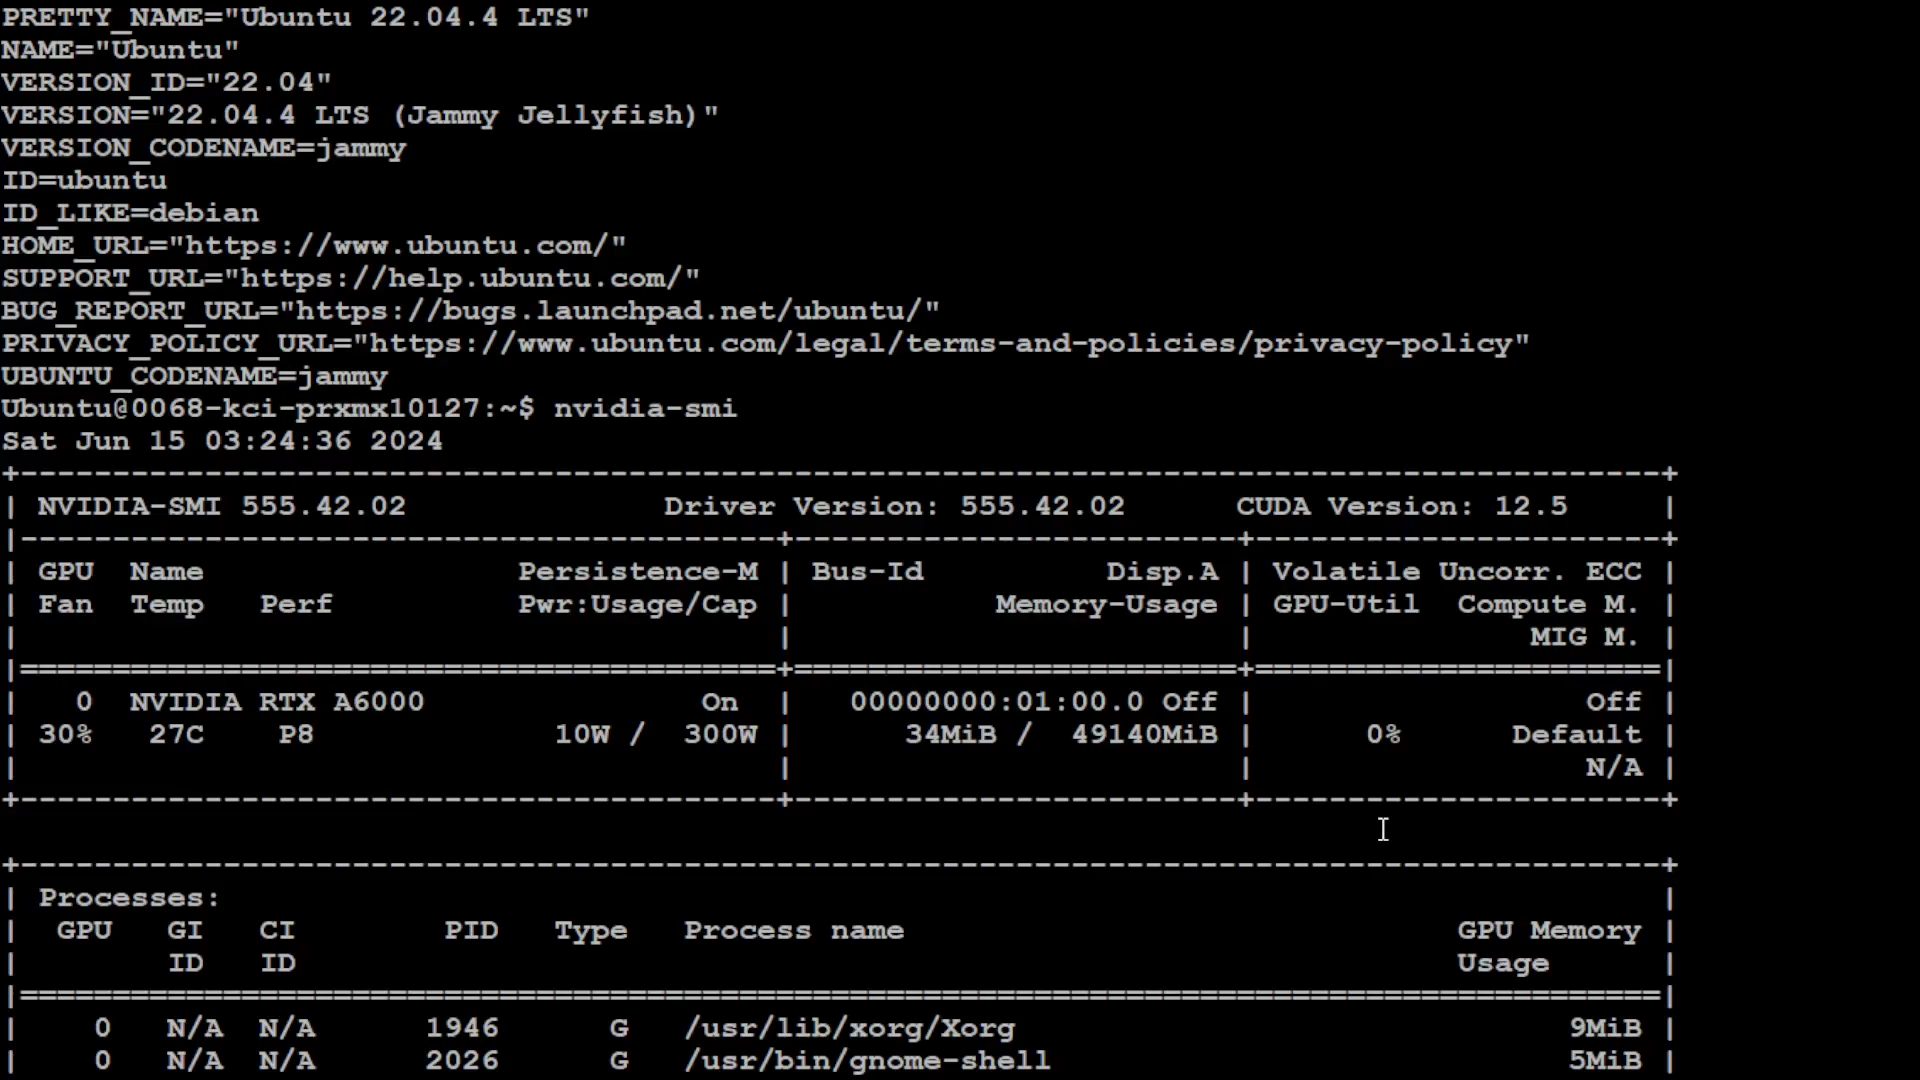 PRETTY_NAME="Ubuntu 22.04.4 LTS"
NAME="Ubuntu"
VERSION_ID="22.04"
VERSION="22.04.4 LTS (Jammy Jellyfish)"
VERSION_CODENAME=jammy
ID=ubuntu
ID_LIKE=debian
HOME_URL="https://www.ubuntu.com/"
SUPPORT_URL="https://help.ubuntu.com/"
BUG_REPORT_URL="https://bugs.launchpad.net/ubuntu/"
PRIVACY_POLICY_URL="https://www.ubuntu.com/legal/terms-and-policies/privacy-policy"
UBUNTU_CODENAME=jammy
Ubuntu@0068-kci-prxmx10127:~$ nvidia-smi
Sat Jun 15 03:24:36 2024
+-----------------------------------------------------------------------------------------+
| NVIDIA-SMI 555.42.02              Driver Version: 555.42.02      CUDA Version: 12.5     |
|-----------------------------------------+------------------------+----------------------+
| GPU  Name                 Persistence-M | Bus-Id          Disp.A | Volatile Uncorr. ECC |
| Fan  Temp   Perf          Pwr:Usage/Cap |           Memory-Usage | GPU-Util  Compute M. |
|                                         |                        |               MIG M. |
|=========================================+========================+======================|
|   0  NVIDIA RTX A6000               On  |   00000000:01:00.0 Off |                  Off |
| 30%   27C    P8             10W /  300W |      34MiB /  49140MiB |      0%      Default |
|                                         |                        |                  N/A |
+-----------------------------------------+------------------------+----------------------+
+-----------------------------------------------------------------------------------------+
| Processes:                                                                              |
|  GPU   GI   CI        PID   Type   Process name                              GPU Memory |
|        ID   ID                                                               Usage      |
|=========================================================================================|
|    0   N/A  N/A      1946      G   /usr/lib/xorg/Xorg                              9MiB |
|    0   N/A  N/A      2026      G   /usr/bin/gnome-shell                            5MiB |